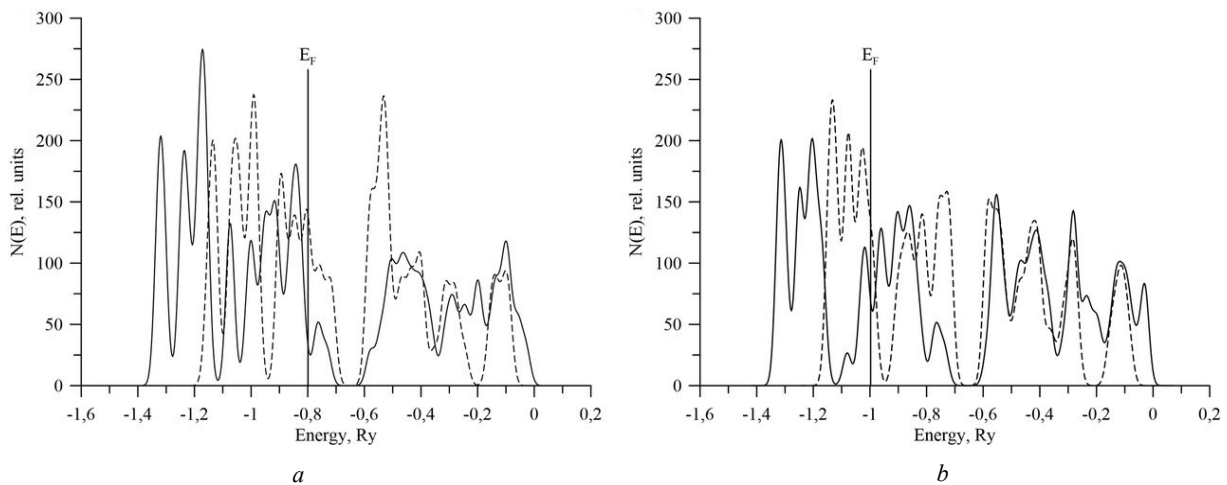 300
250
200
150
100
50
0
N(E), rel. units
E_F
-1,6 -1,4 -1,2 -1 -0,8 -0,6 -0,4 -0,2 0 0,2
Energy, Ry
a
300
250
200
150
100
50
0
N(E), rel. units
E_F
-1,6 -1,4 -1,2 -1 -0,8 -0,6 -0,4 -0,2 0 0,2
Energy, Ry
b